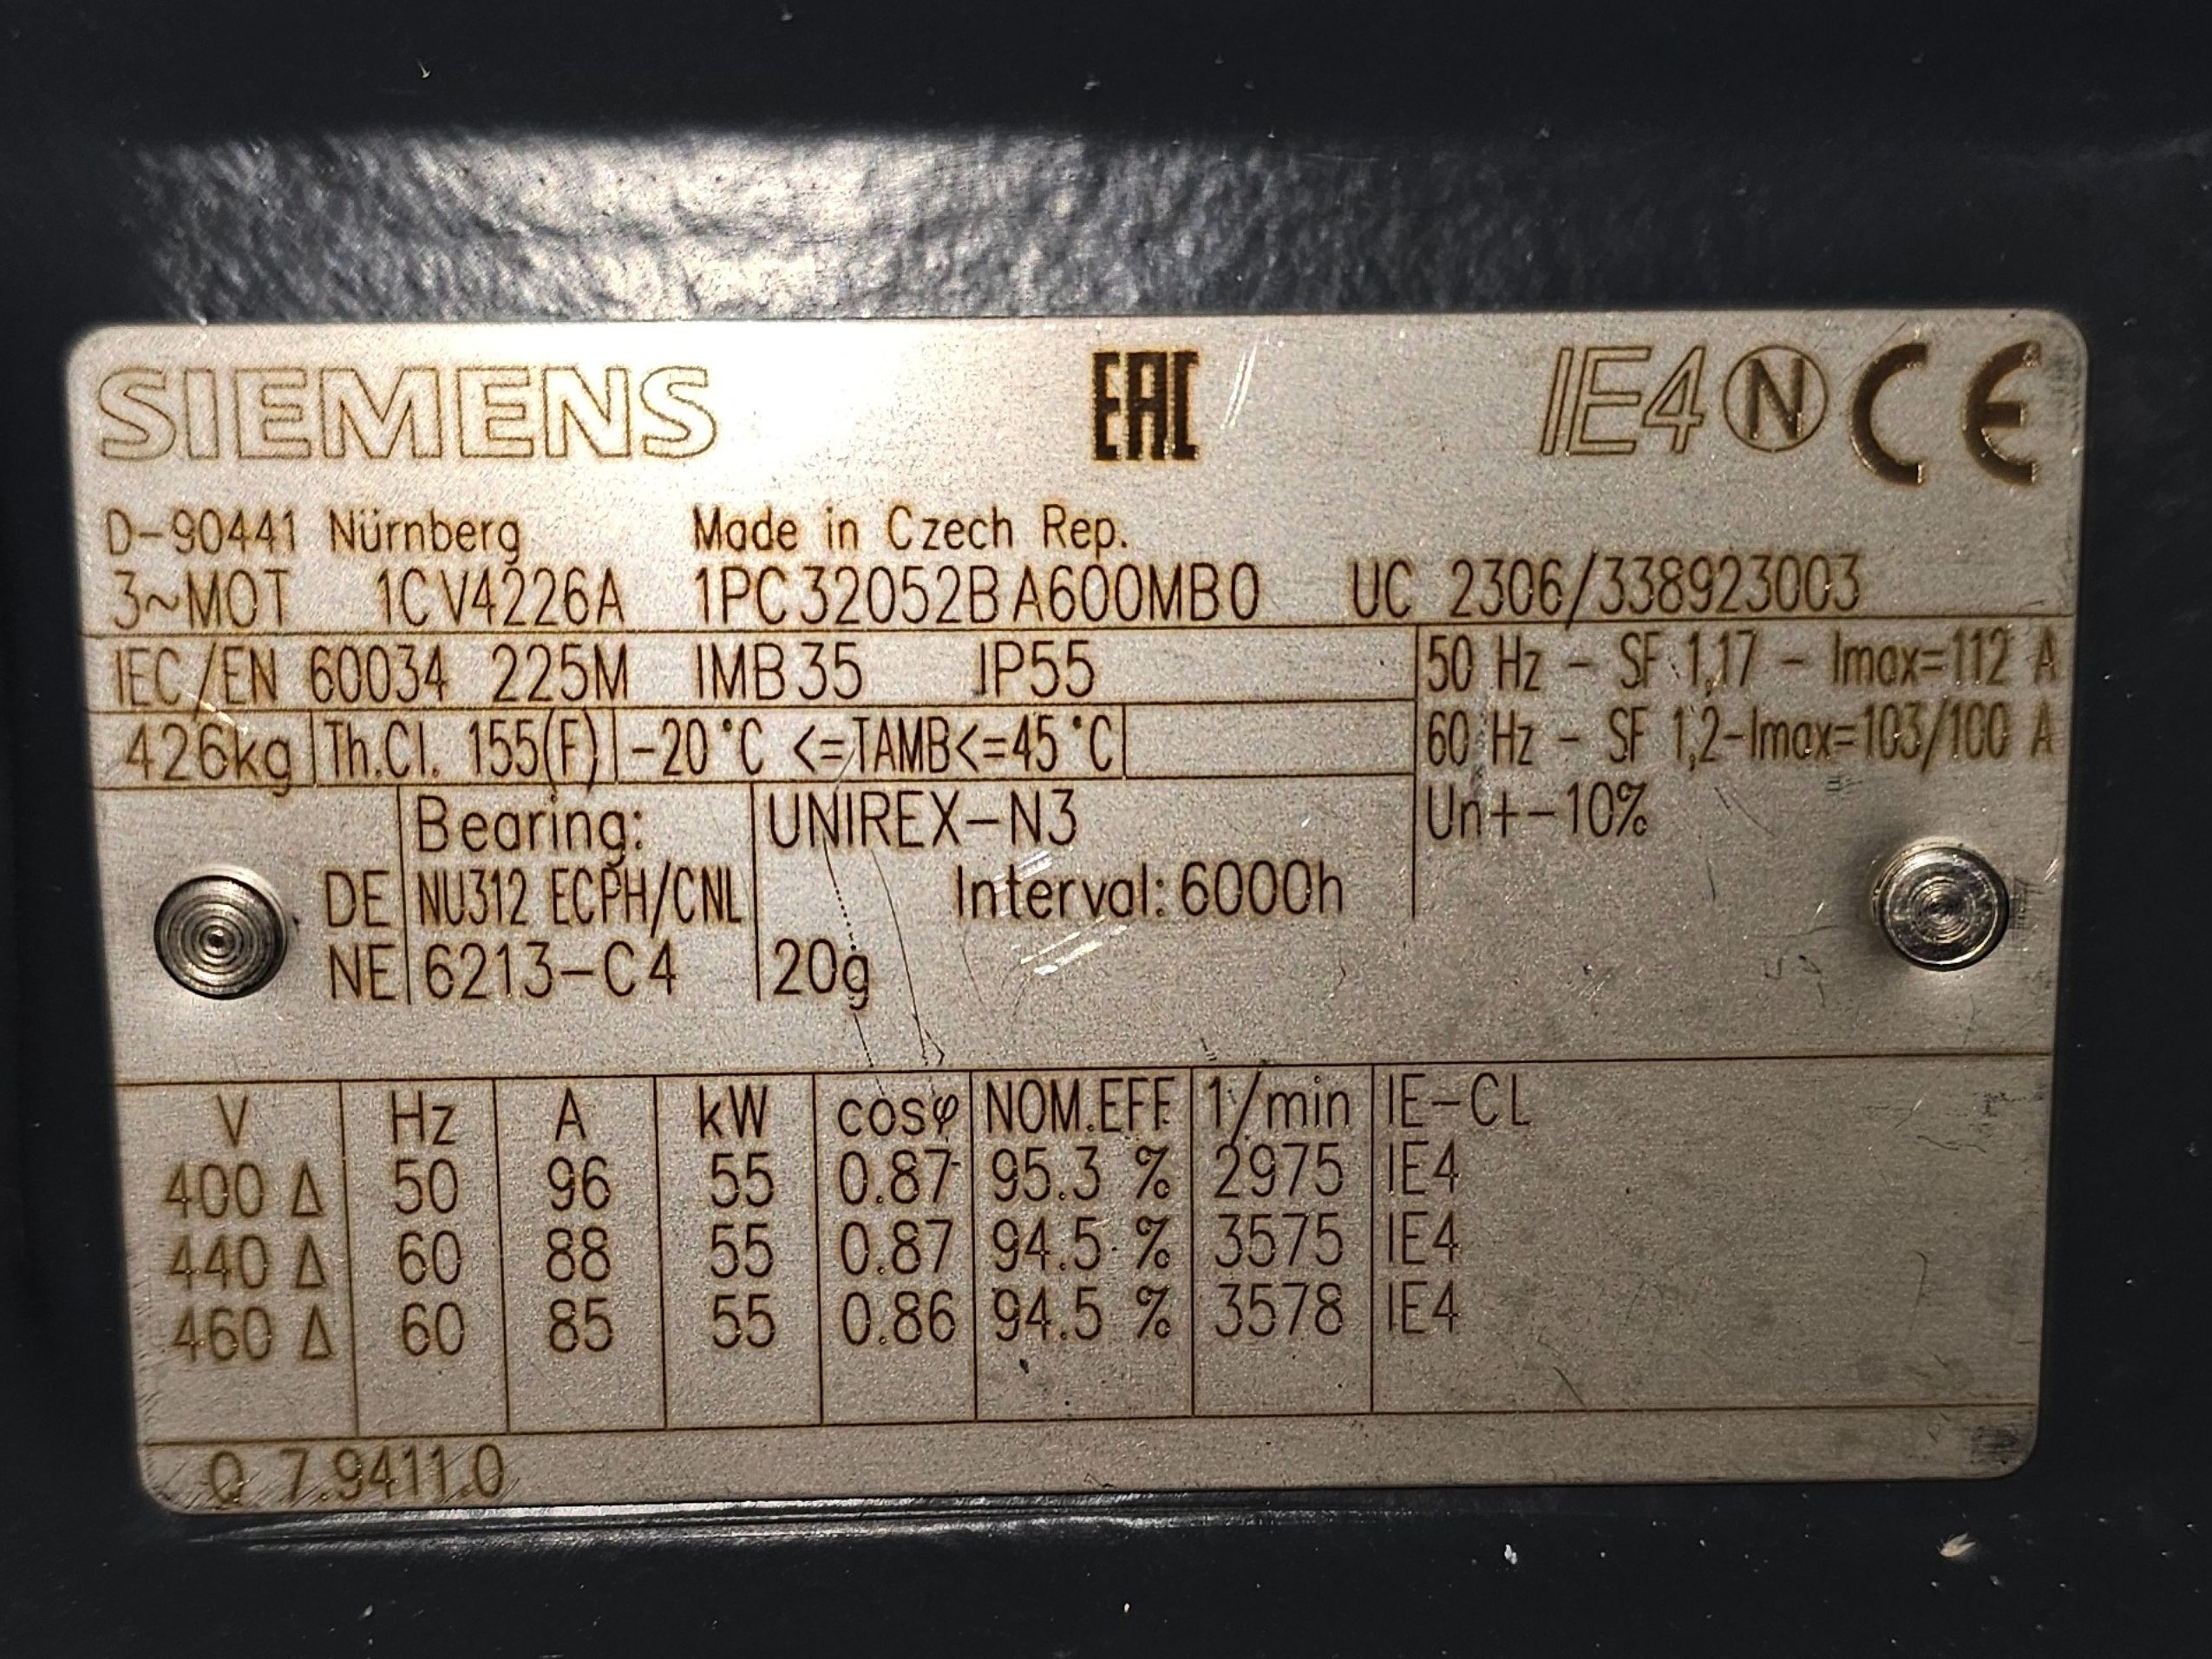 SIEMENS EAC IE4 N CE
D-90441 Nürnberg Made in Czech Rep.
3~MOT 1CV4226A 1PC32052BA600MB0 UC 2306/338923003
IEC/EN 60034 225M IMB35 IP55
50 Hz - SF 1,17 - Imax=112 A
426kg Th.Cl. 155(F) -20°C <=TAMB<=45°C
60 Hz - SF 1,2-Imax=103/100 A
Bearing: UNIREX-N3
Un+-10%
DE NU312 ECPH/CNL Interval: 6000h
NE 6213-C4 20g
V Hz A kW cosφ NOM.EFF 1/min IE-CL
400 Δ 50 96 55 0.87 95.3 % 2975 IE4
440 Δ 60 88 55 0.87 94.5 % 3575 IE4
460 Δ 60 85 55 0.86 94.5 % 3578 IE4
Q 7.9411.0